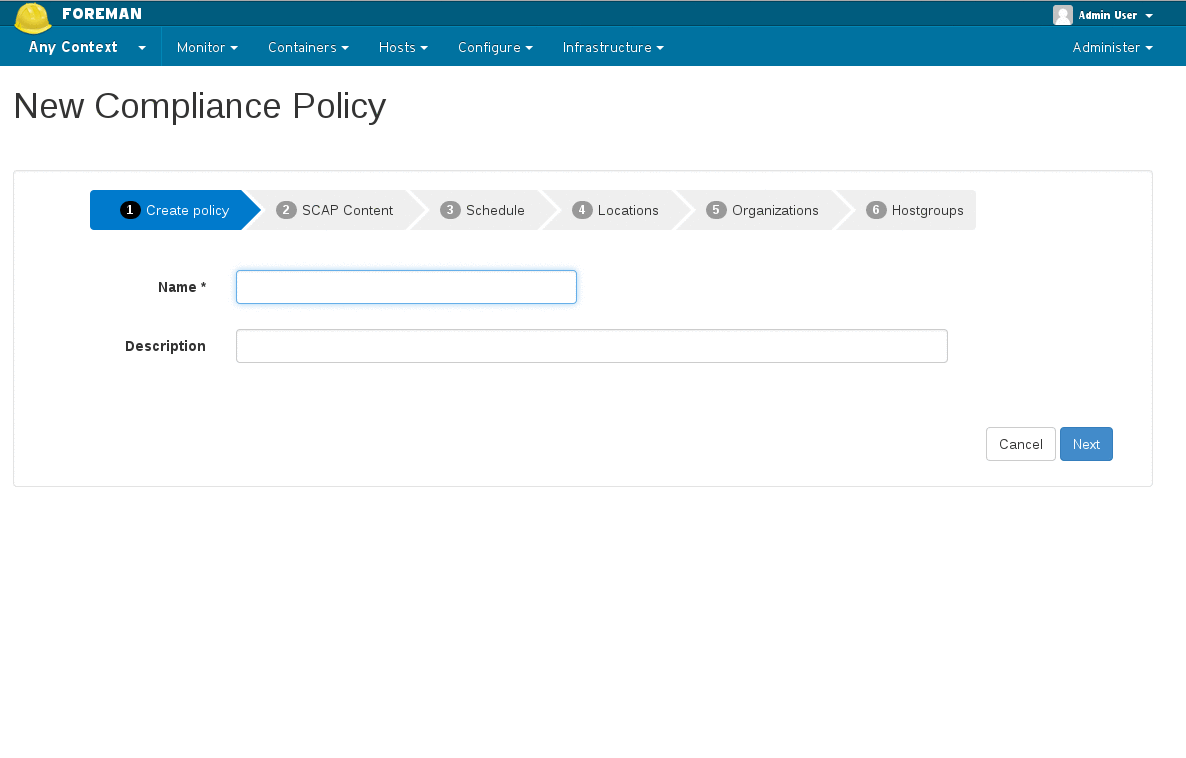 FOREMAN Admin User
Any Context Monitor Containers Hosts Configure Infrastructure Administer
New Compliance Policy
1 Create policy 2 SCAP Content 3 Schedule 4 Locations 5 Organizations 6 Hostgroups
Name *
Description
Cancel Next